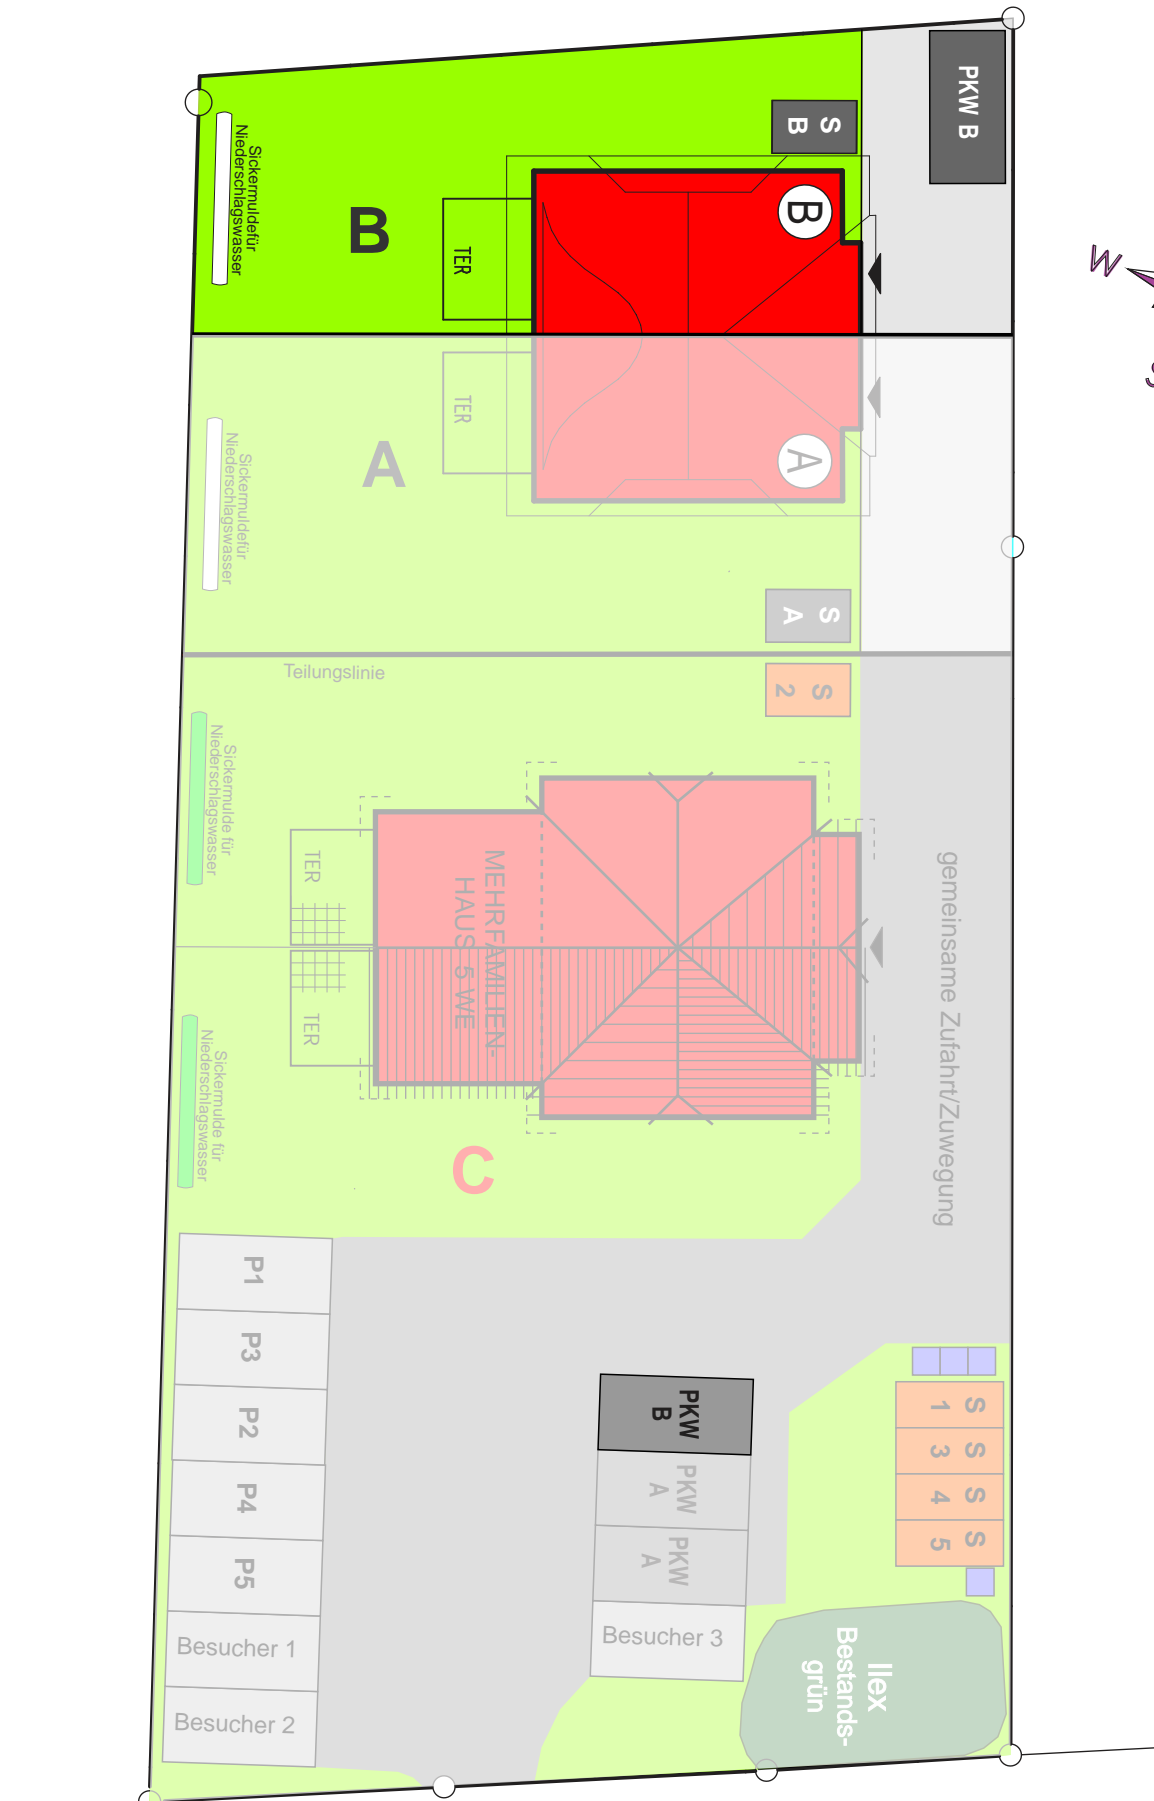 PKW B
S
B
Sickermuldefür
Niederschlagswasser
B
B
TER
W
A
TER
A
Sickermuldefür
Niederschlagswasser
S
A
Teilungslinie
S
2
Sickermulde für
Niederschlagswasser
TER
MEHRFAMILIEN-
HAUS 5 WE
gemeinsame Zufahrt/Zuwegung
TER
Sickermulde für
Niederschlagswasser
C
P1
P3
P2
P4
P5
Besucher 1
Besucher 2
PKW
B
PKW
A
PKW
A
Besucher 3
S
1
S
3
S
4
S
5
Ilex
Bestands-
grün